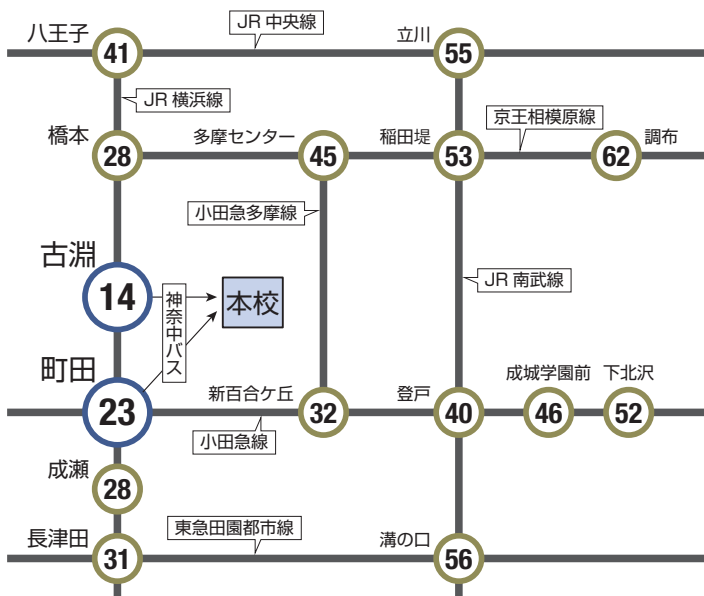 JR 中央線
八王子
立川
41
55
JR 横浜線
京王相模原線
橋本
多摩センター
稲田堤
調布
28
45
53
62
小田急多摩線
古淵
14
神奈中バス
本校
JR 南武線
町田
新百合ケ丘
登戸
成城学園前
下北沢
23
32
40
46
52
小田急線
成瀬
28
長津田
東急田園都市線
溝の口
31
56